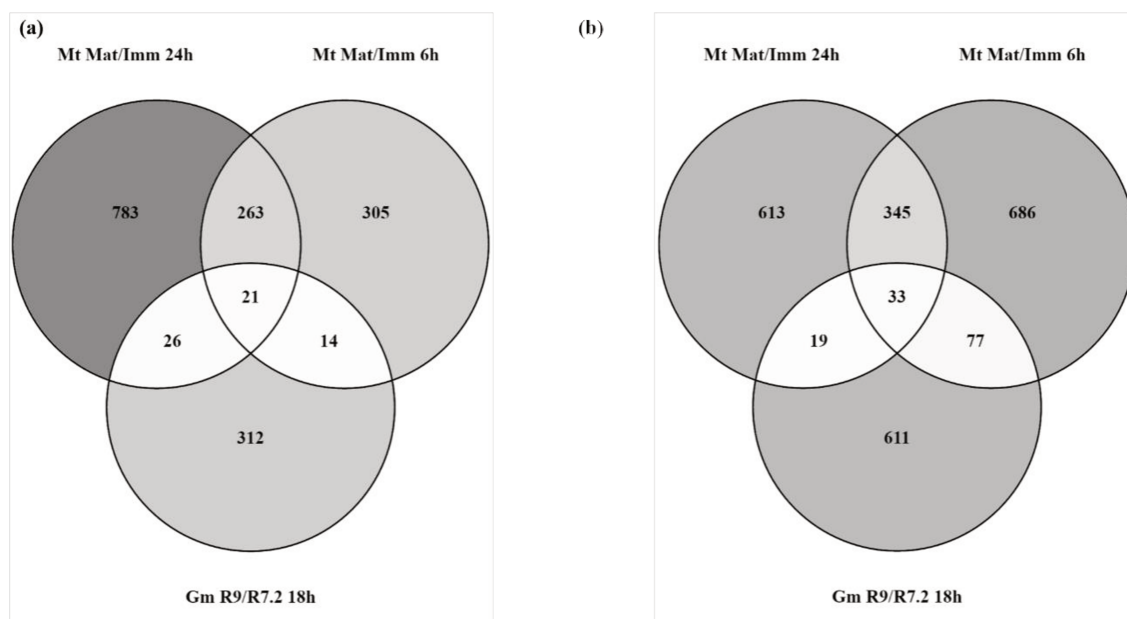 (a)
Mt Mat/Imm 24h
Mt Mat/Imm 6h
783
263
305
21
26
14
312
Gm R9/R7.2 18h
(b)
Mt Mat/Imm 24h
Mt Mat/Imm 6h
613
345
686
33
19
77
611
Gm R9/R7.2 18h